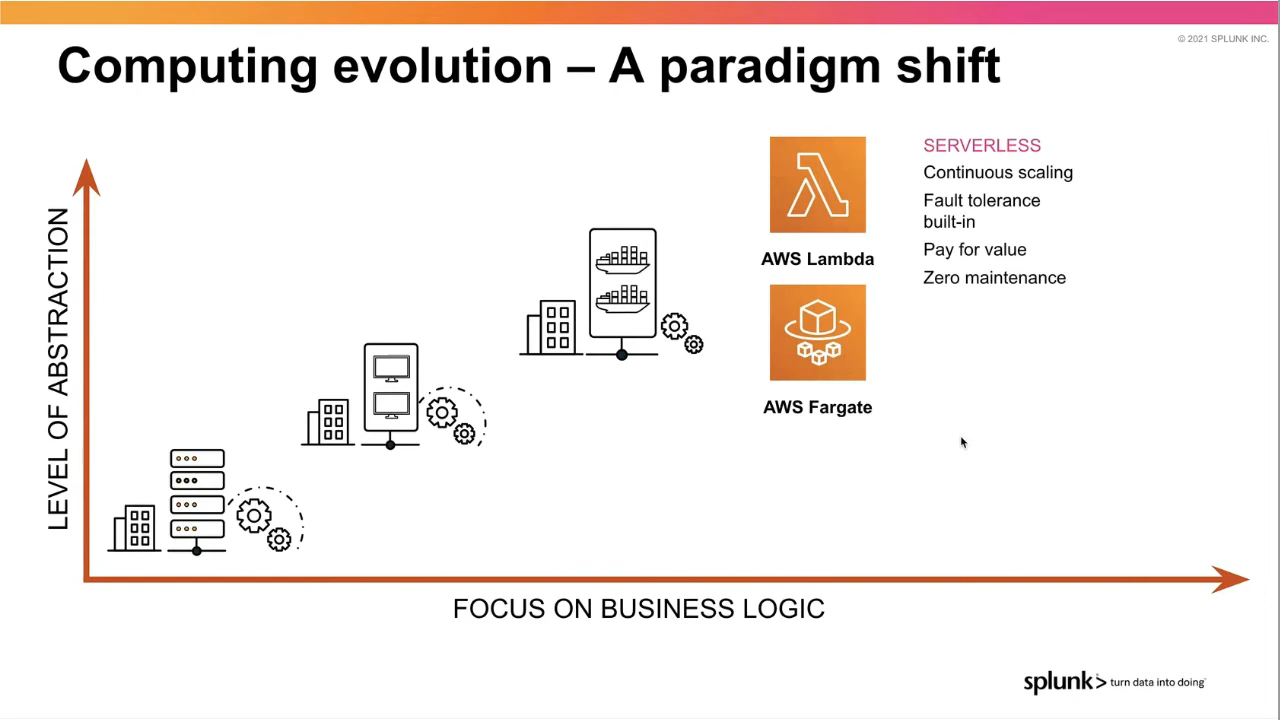 © 2021 SPLUNK INC.
Computing evolution – A paradigm shift
LEVEL OF ABSTRACTION
AWS Lambda
AWS Fargate
SERVERLESS
Continuous scaling
Fault tolerance
built-in
Pay for value
Zero maintenance
FOCUS ON BUSINESS LOGIC
splunk> turn data into doing